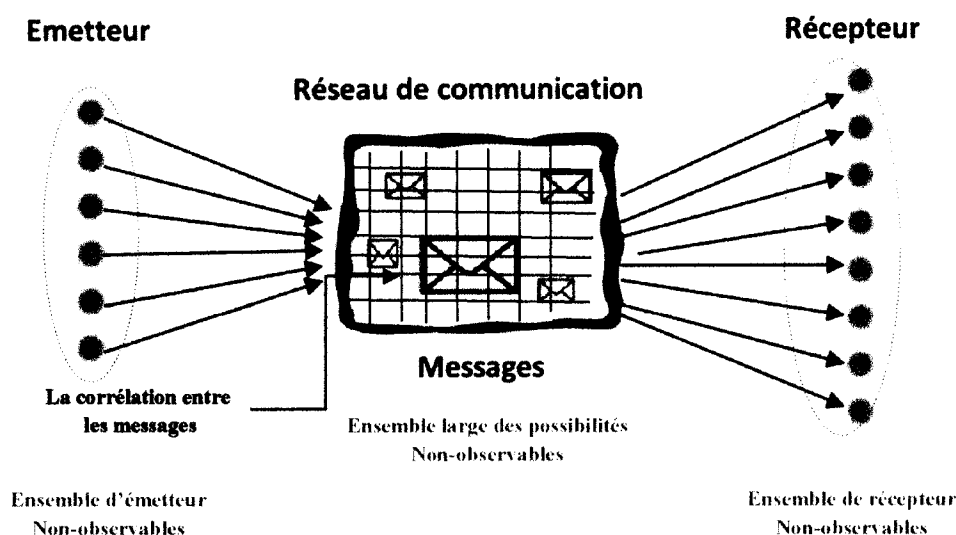 Emetteur
Récepteur
Réseau de communication
Messages
La corrélation entre
les messages
Ensemble large des possibilités
Non-observables
Ensemble d'émetteur
Non-observables
Ensemble de récepteur
Non-observables